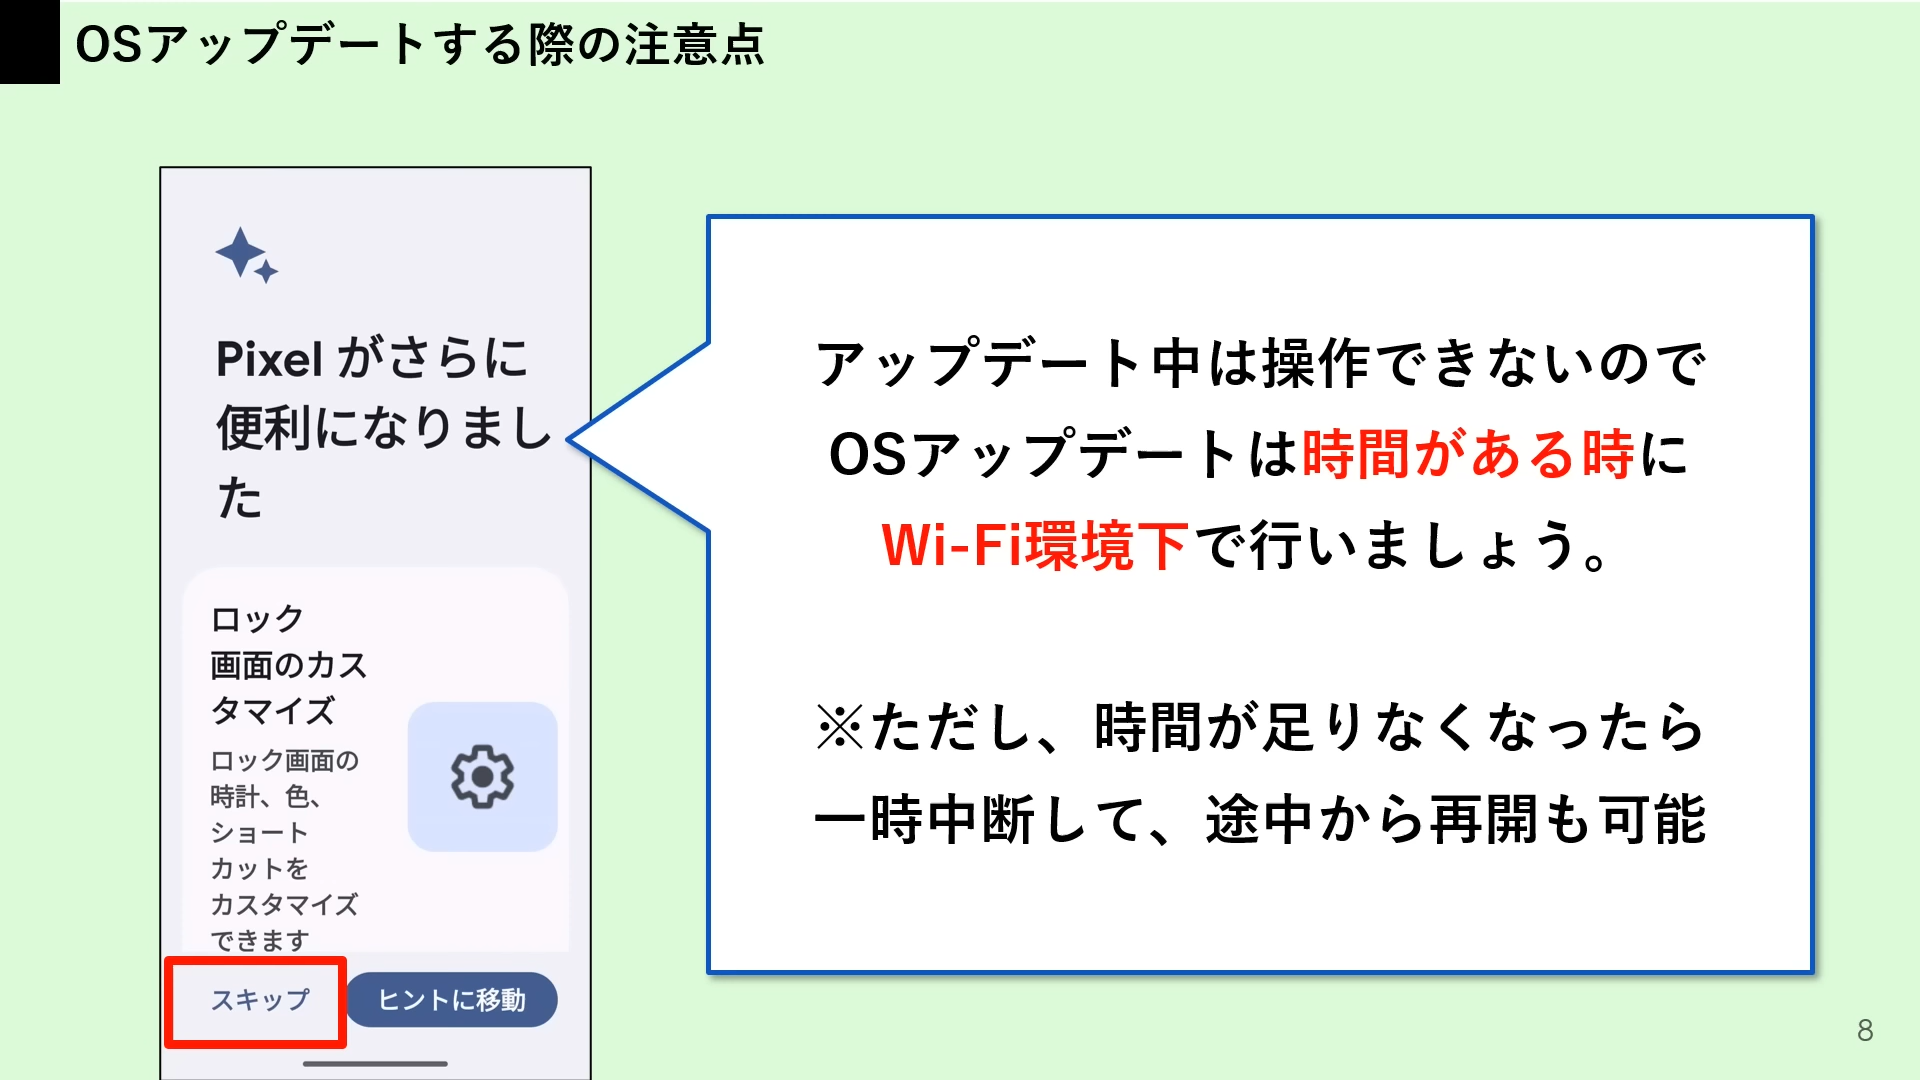 OSアップデートする際の注意点
Pixel がさらに
便利になりまし
た
ロック
画面のカス
タマイズ
ロック画面の
時計、色、
ショート
カットを
カスタマイズ
できます
スキップ
ヒントに移動
アップデート中は操作できないので
OSアップデートは時間がある時に
Wi-Fi環境下で行いましょう。
※ただし、時間が足りなくなったら
一時中断して、途中から再開も可能
8